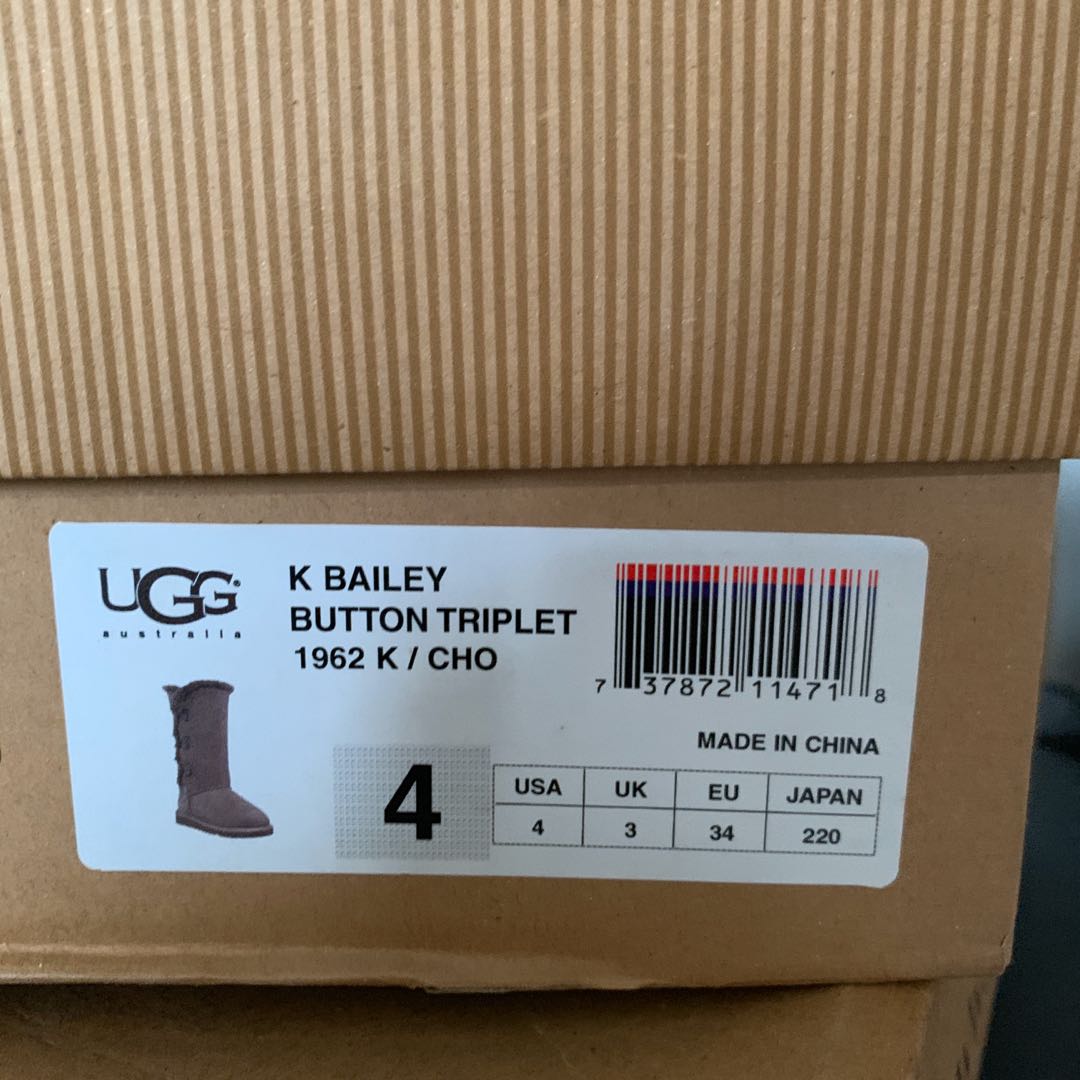 UGG®
australia
K BAILEY
BUTTON TRIPLET
1962 K / CHO
7 37872 11471 8
MADE IN CHINA
4
USA UK EU JAPAN
4 3 34 220